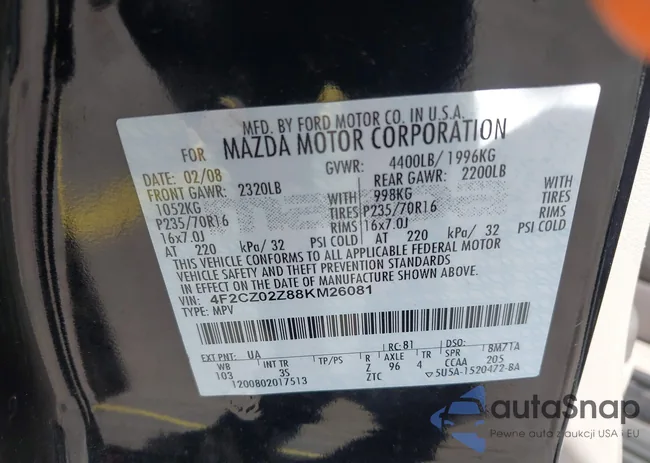 MFD. BY FORD MOTOR CO. IN U.S.A.
FOR MAZDA MOTOR CORPORATION
DATE: 02/08 GVWR: 4400LB/ 1996KG
FRONT GAWR: 2320LB REAR GAWR: 2200LB
1052KG WITH 998KG WITH
P235/70R16 TIRES P235/70R16 TIRES
16x7.0J RIMS 16x7.0J RIMS
AT 220 kPa/ 32 PSI COLD AT 220 kPa/ 32 PSI COLD
THIS VEHICLE CONFORMS TO ALL APPLICABLE FEDERAL MOTOR
VEHICLE SAFETY AND THEFT PREVENTION STANDARDS
IN EFFECT ON THE DATE OF MANUFACTURE SHOWN ABOVE.
VIN: 4F2CZ02Z88KM26081
TYPE: MPV
EXT PNT: UA RC: 81 DSO:
WB INT TR TP/PS R AXLE TR SPR BM7TA
103 3S Z 96 4 CCAA 205
1200802017513 ZTC 5U5A-1520472-BA
autoSnap
Pewne auto z aukcji USA i EU